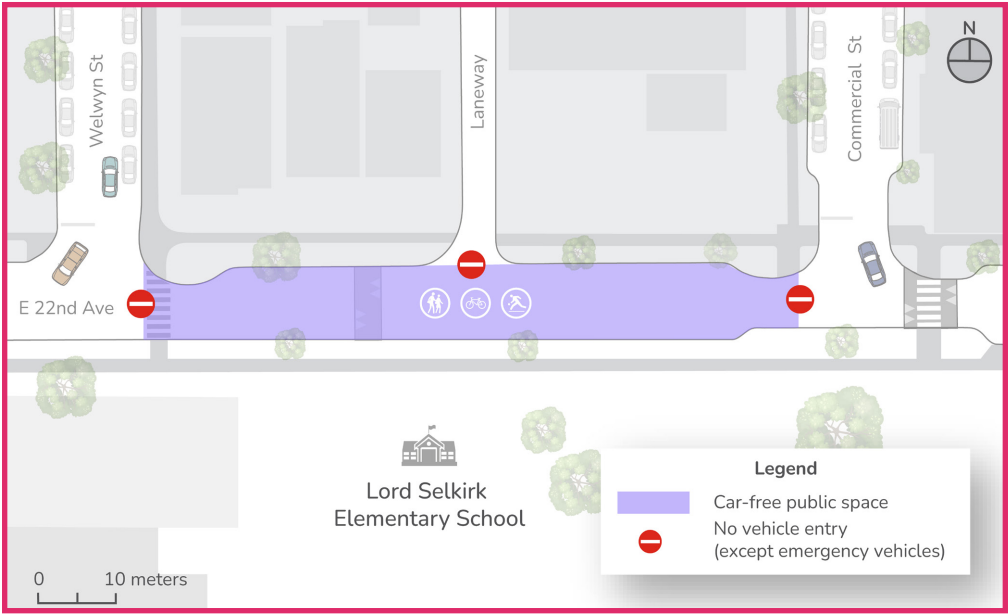 N
Welwyn St
Laneway
Commercial St
E 22nd Ave
Lord Selkirk
Elementary School
Legend
Car-free public space
No vehicle entry
(except emergency vehicles)
0 10 meters